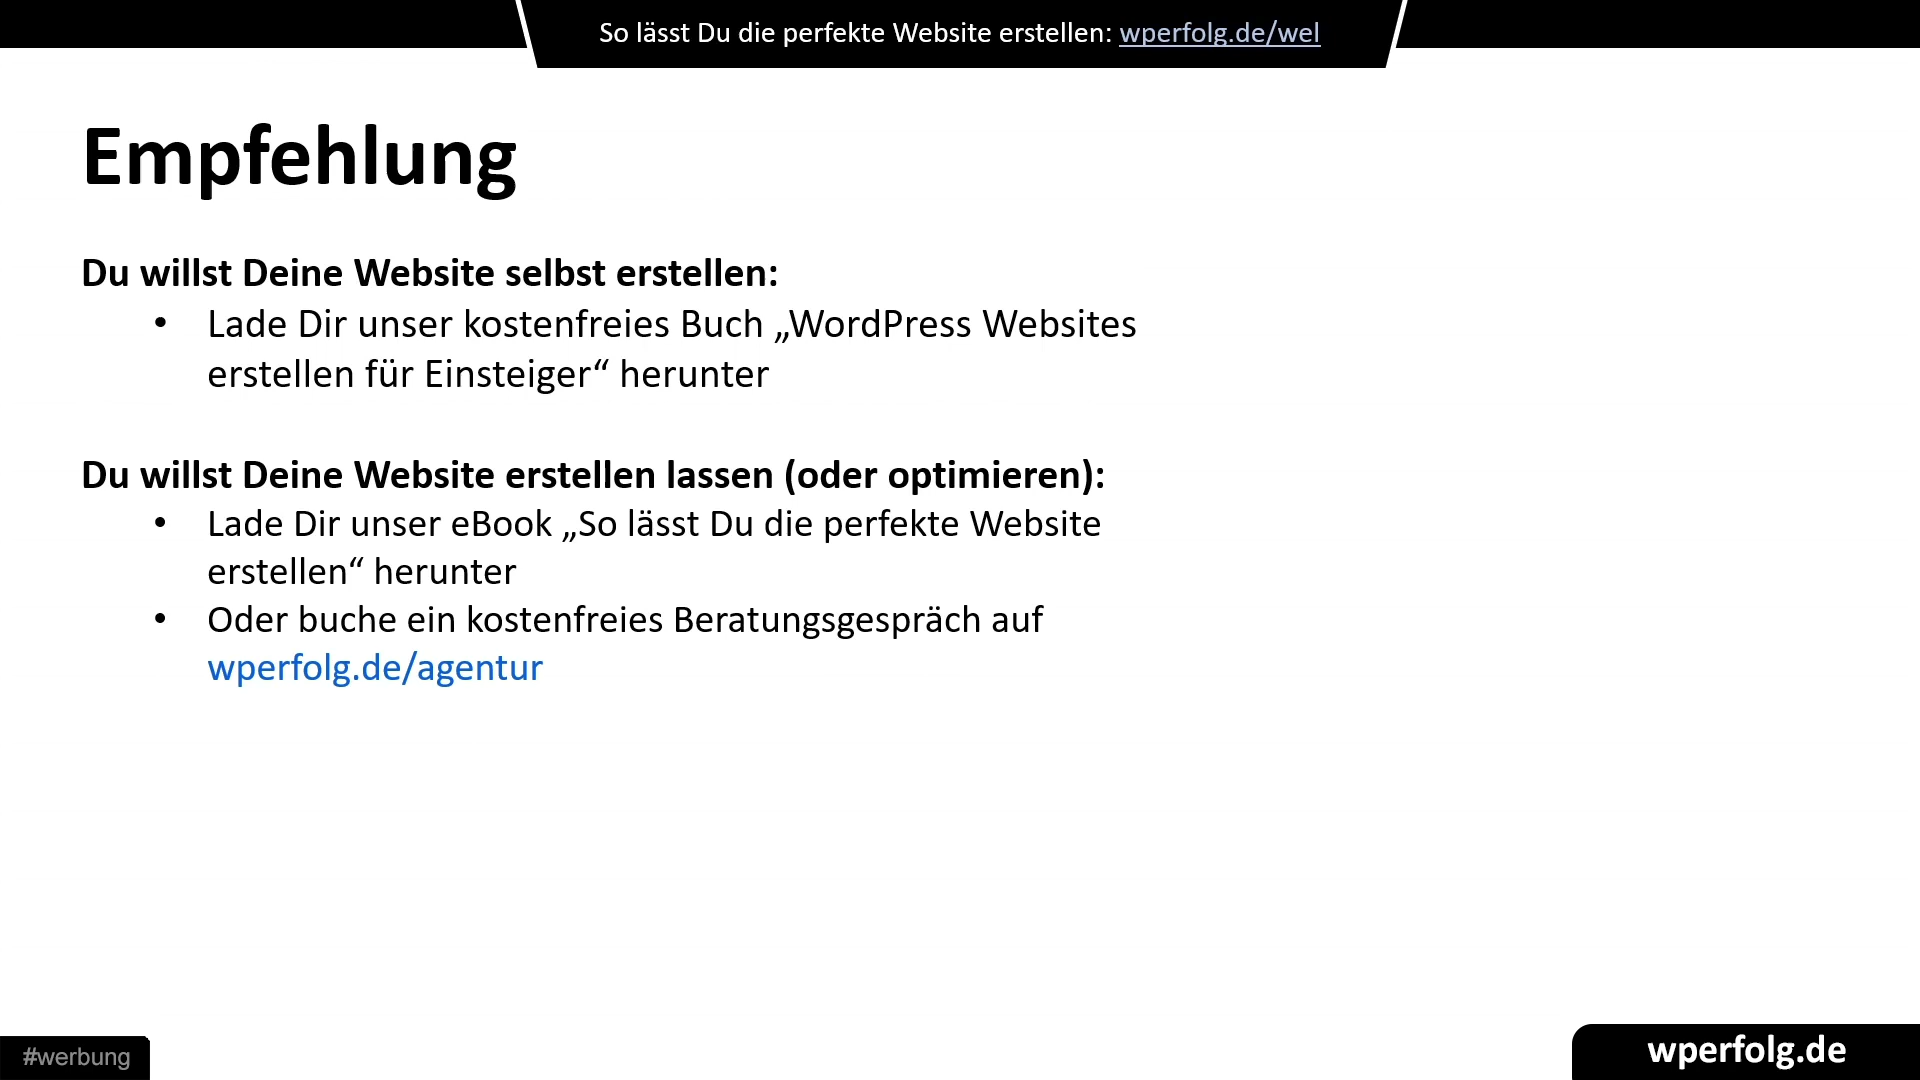 So lässt Du die perfekte Website erstellen: wperfolg.de/wel
Empfehlung
Du willst Deine Website selbst erstellen:
• Lade Dir unser kostenfreies Buch „WordPress Websites
erstellen für Einsteiger“ herunter
Du willst Deine Website erstellen lassen (oder optimieren):
• Lade Dir unser eBook „So lässt Du die perfekte Website
erstellen“ herunter
• Oder buche ein kostenfreies Beratungsgespräch auf
wperfolg.de/agentur
#werbung
wperfolg.de